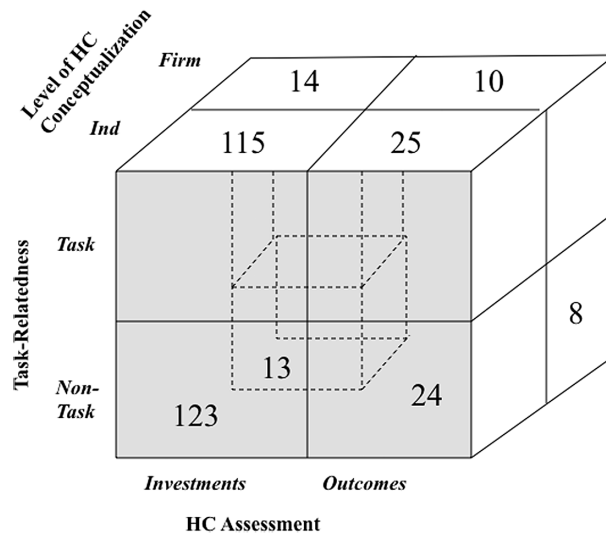 Level of HC
Conceptualization
Firm
14
10
Ind
115
25
Task-Relatedness
Task
8
13
Non-
Task
24
123
Investments
Outcomes
HC Assessment